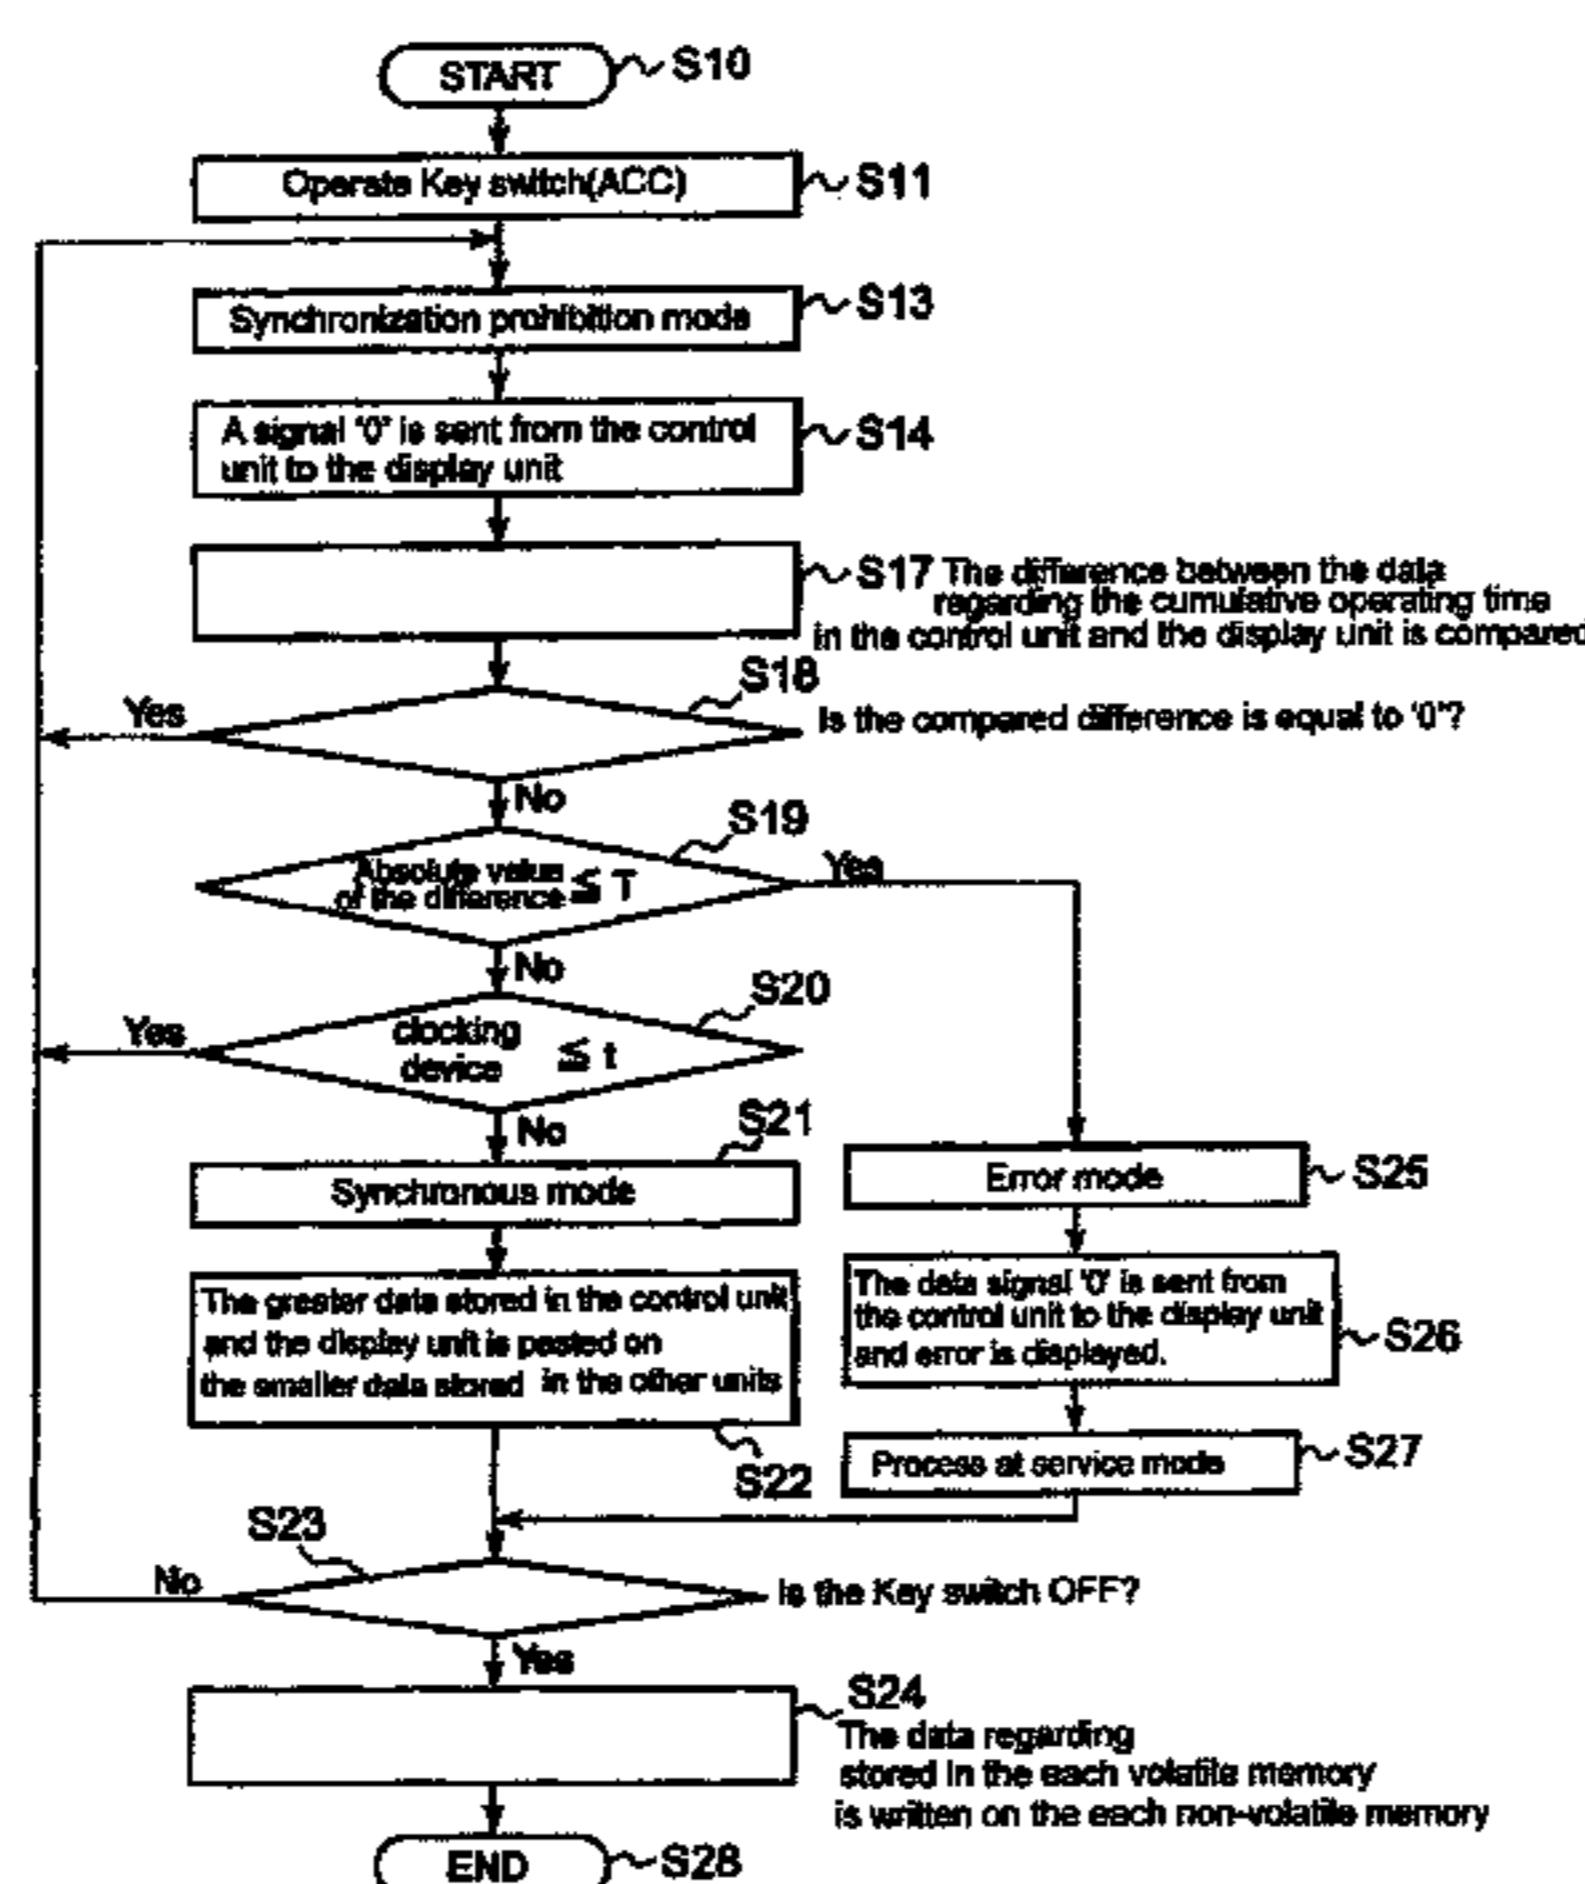 START
S10
Operate Key switch(ACC)
S11
Synchronization prohibition mode
S13
A signal '0' is sent from the control
unit to the display unit
S14
S17
The difference between the data
regarding the cumulative operating time
in the control unit and the display unit is compared
S18
Yes
Is the compared difference is equal to '0'?
No
S19
Absolute value
of the difference ≦ T
Yes
No
S20
Yes
clocking
device ≦ t
No
S21
Synchronous mode
Error mode
S25
The greater data stored in the control unit
and the display unit is pasted on
the smaller data stored in the other units
S22
The data signal '0' is sent from
the control unit to the display unit
and error is displayed.
S26
Process at service mode
S27
S23
No
Is the Key switch OFF?
Yes
S24
The data regarding
stored in the each volatile memory
is written on the each non-volatile memory
END
S28